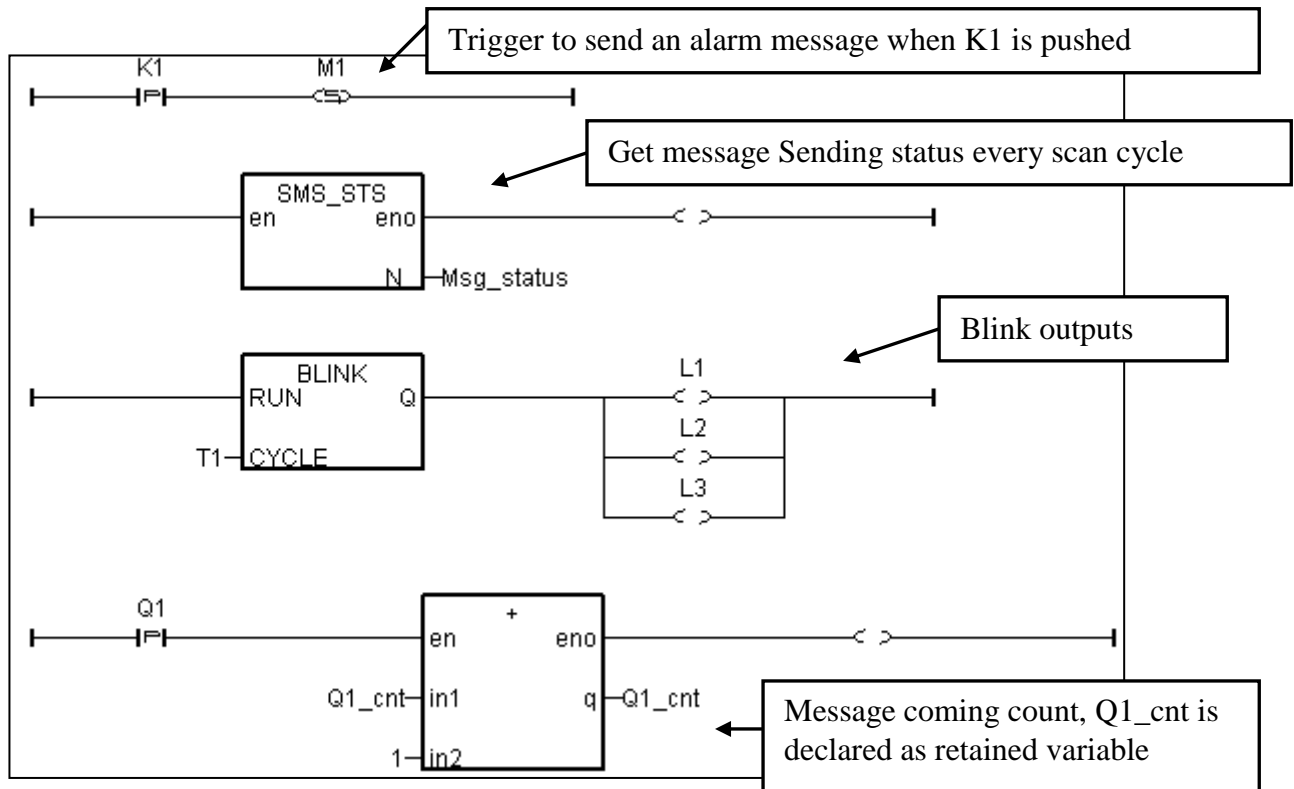 Trigger to send an alarm message when K1 is pushed
K1 M1
P S
Get message Sending status every scan cycle
SMS_STS
en eno
N Msg_status
Blink outputs
BLINK L1
RUN Q
L2
T1 CYCLE
L3
Q1 +
P en eno
Q1_cnt in1 q Q1_cnt
Message coming count, Q1_cnt is
declared as retained variable
1 in2